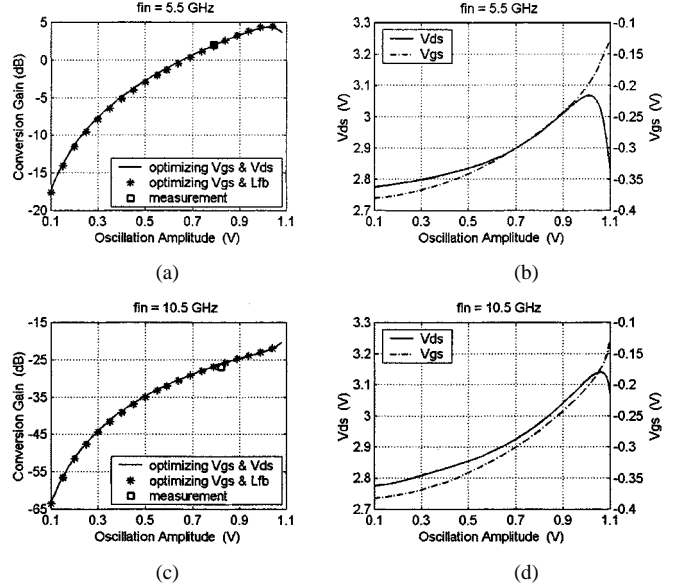 fin = 5.5 GHz
5
0
-5
-10
-15
-20
Conversion Gain (dB)
optimizing Vgs & Vds
optimizing Vgs & Lfb
measurement
0.1 0.3 0.5 0.7 0.9 1.1
Oscillation Amplitude (V)
(a)
fin = 5.5 GHz
3.3
3.2
3.1
3
2.9
2.8
2.7
Vds (V)
Vds
Vgs
-0.1
-0.15
-0.2
-0.25
-0.3
-0.35
-0.4
Vgs (V)
0.1 0.3 0.5 0.7 0.9 1.1
Oscillation Amplitude (V)
(b)
fin = 10.5 GHz
-15
-25
-35
-45
-55
-65
Conversion Gain (dB)
optimizing Vgs & Vds
optimizing Vgs & Lfb
measurement
0.1 0.3 0.5 0.7 0.9 1.1
Oscillation Amplitude (V)
(c)
fin = 10.5 GHz
3.3
3.2
3.1
3
2.9
2.8
2.7
Vds (V)
Vds
Vgs
-0.1
-0.15
-0.2
-0.25
-0.3
-0.35
-0.4
Vgs (V)
0.1 0.3 0.5 0.7 0.9 1.1
Oscillation Amplitude (V)
(d)